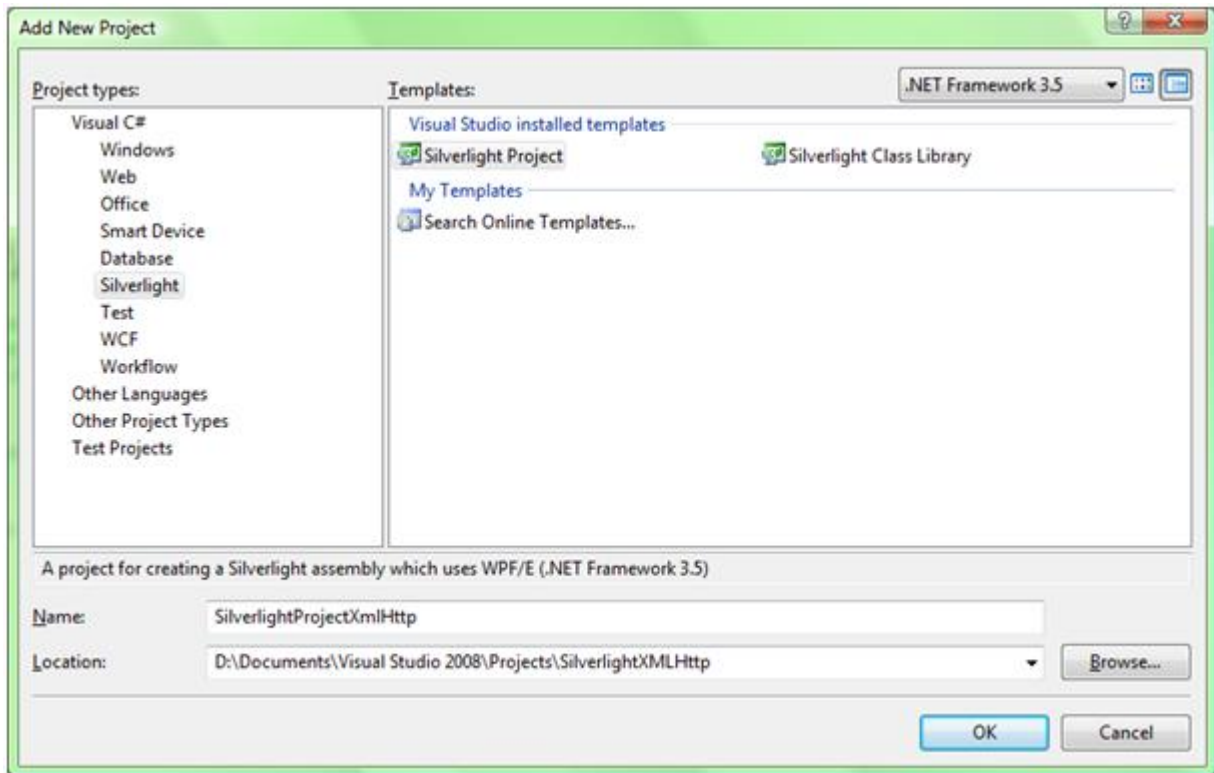 Add New Project
Project types:
Templates:
.NET Framework 3.5
Visual C#
Windows
Web
Office
Smart Device
Database
Silverlight
Test
WCF
Workflow
Other Languages
Other Project Types
Test Projects
Visual Studio installed templates
Silverlight Project
Silverlight Class Library
My Templates
Search Online Templates...
A project for creating a Silverlight assembly which uses WPF/E (.NET Framework 3.5)
Name:
SilverlightProjectXmlHttp
Location:
D:\Documents\Visual Studio 2008\Projects\SilverlightXMLHttp
Browse...
OK
Cancel